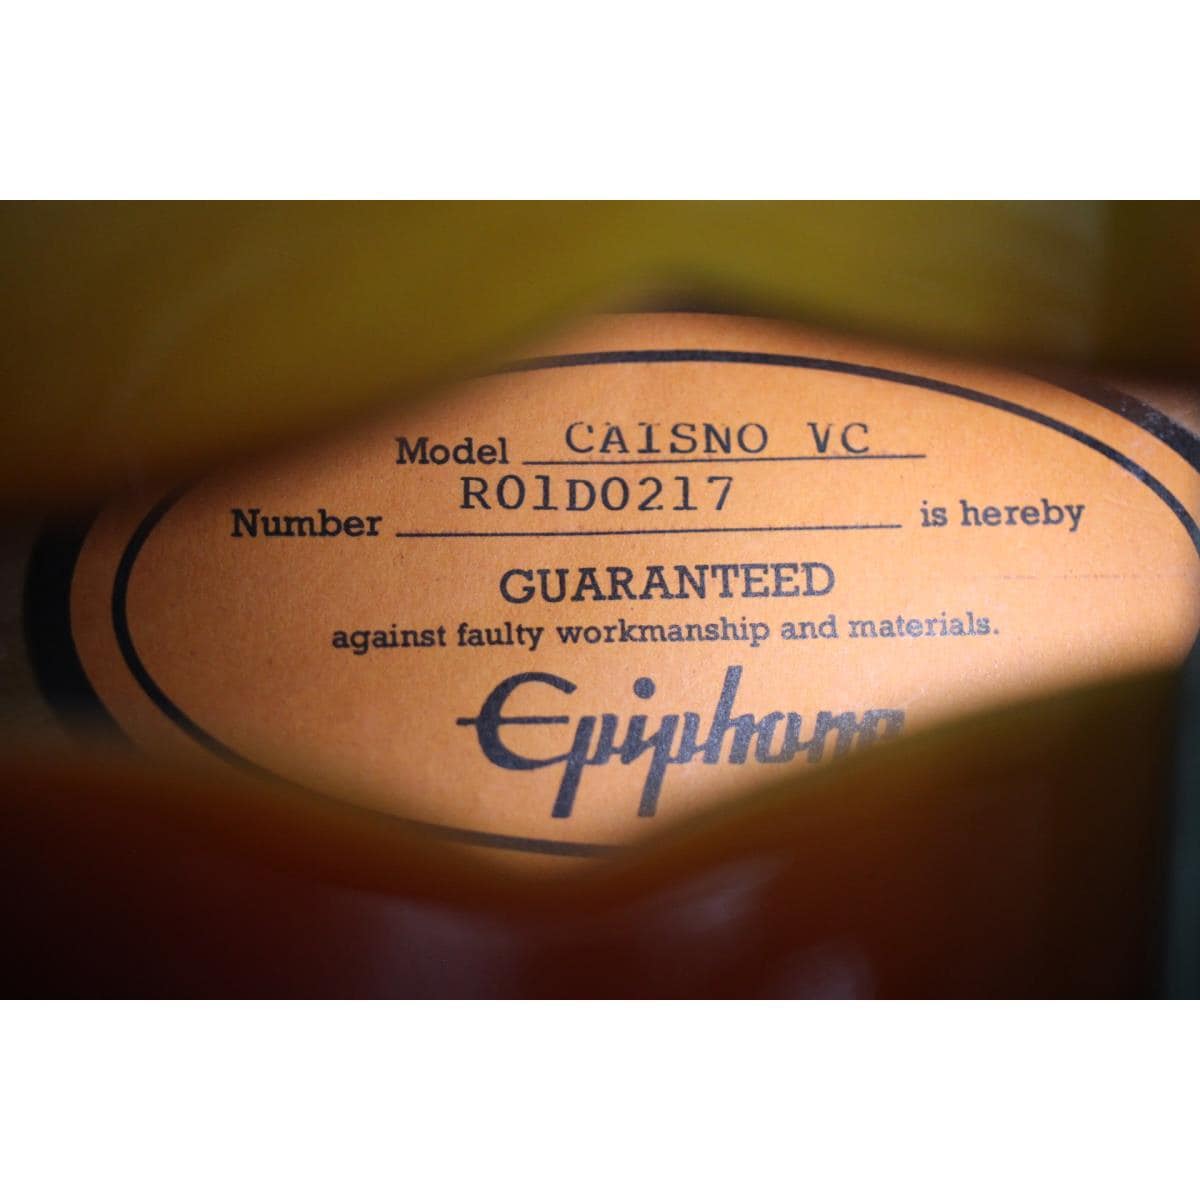 Model CAISNO VC
Number R01D0217 is hereby
GUARANTEED
against faulty workmanship and materials.
Epiphone